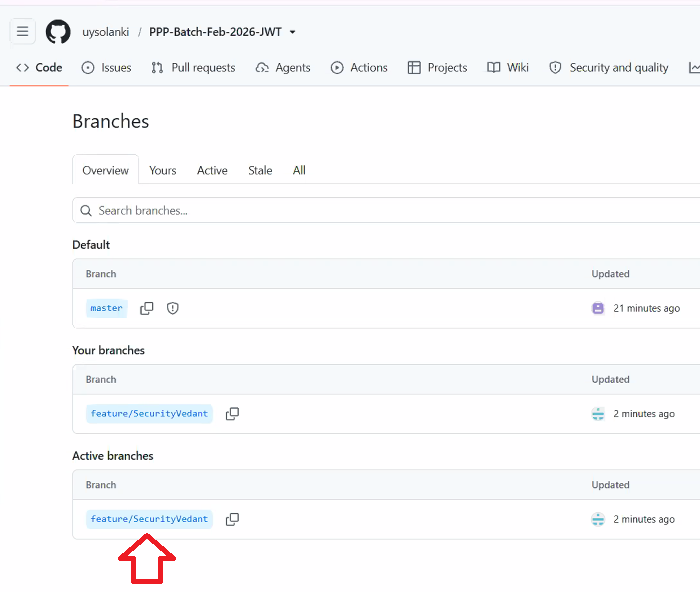 uysolanki / PPP-Batch-Feb-2026-JWT
Code Issues Pull requests Agents Actions Projects Wiki Security and quality
Branches
Overview Yours Active Stale All
Search branches...
Default
Branch Updated
master 21 minutes ago
Your branches
Branch Updated
feature/SecurityVedant 2 minutes ago
Active branches
Branch Updated
feature/SecurityVedant 2 minutes ago